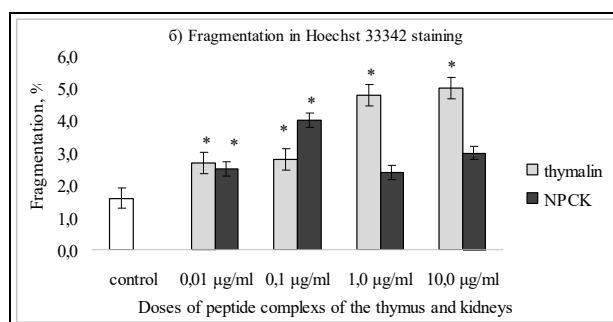 б) Fragmentation in Hoechst 33342 staining
Fragmentation, %
6,0
5,0
4,0
3,0
2,0
1,0
0,0
* * * * * *
thymalin
NPCK
control 0,01 µg/ml 0,1 µg/ml 1,0 µg/ml 10,0 µg/ml
Doses of peptide complexs of the thymus and kidneys